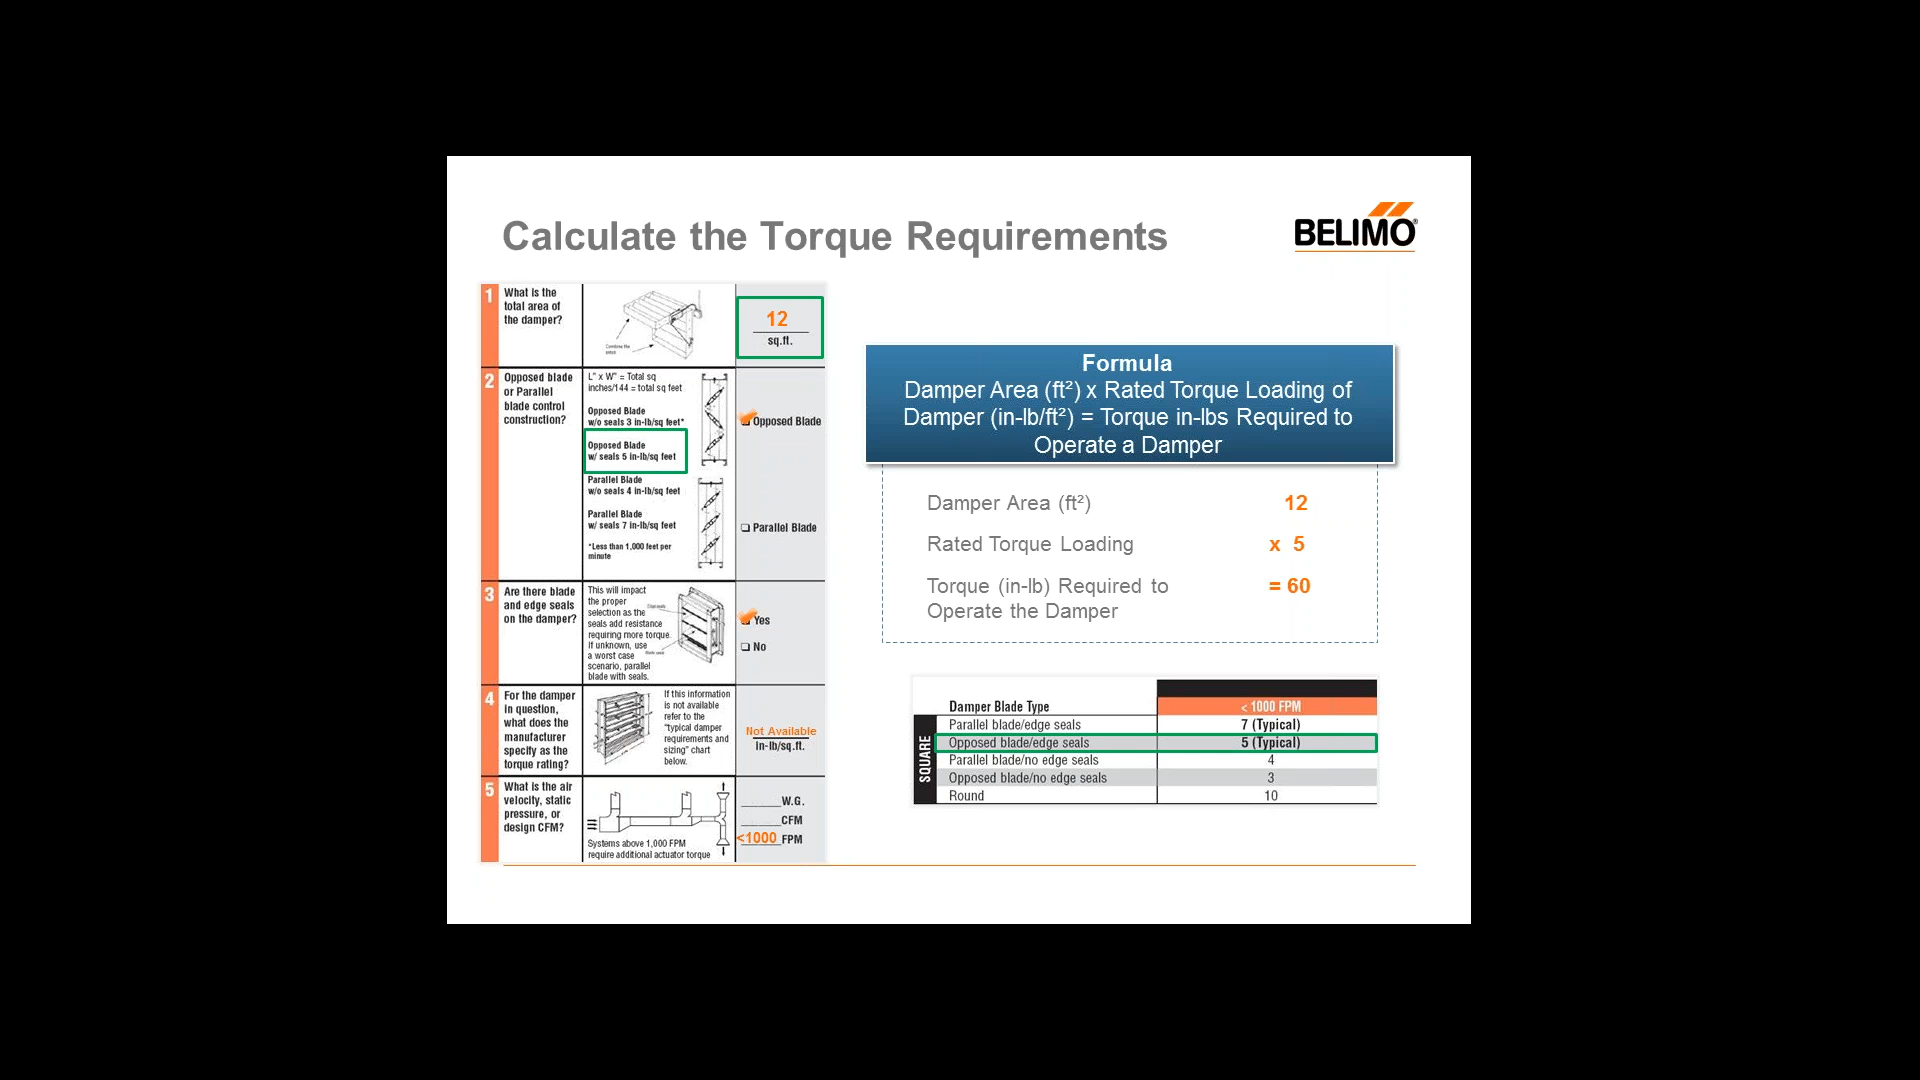 Calculate the Torque Requirements
BELIMO®
1
What is the
total area of
the damper?
Combine the
areas
12
sq.ft.
2
Opposed blade
or Parallel
blade control
construction?
L" x W" = Total sq
inches/144 = total sq feet
Opposed Blade
w/o seals 3 in-lb/sq feet*
Opposed Blade
w/ seals 5 in-lb/sq feet
Parallel Blade
w/o seals 4 in-lb/sq feet
Parallel Blade
w/ seals 7 in-lb/sq feet
*Less than 1,000 feet per
minute
Opposed Blade
Parallel Blade
3
Are there blade
and edge seals
on the damper?
This will impact
the proper
selection as the
seals add resistance
requiring more torque.
If unknown, use
a worst case
scenario, parallel
blade with seals.
Edge seals
Blade seals
Yes
No
4
For the damper
in question,
what does the
manufacturer
specify as the
torque rating?
If this information
is not available
refer to the
"typical damper
requirements and
sizing" chart
below.
Not Available
in-lb/sq.ft.
5
What is the air
velocity, static
pressure, or
design CFM?
Systems above 1,000 FPM
require additional actuator torque
W.G.
CFM
<1000 FPM
Formula
Damper Area (ft²) x Rated Torque Loading of
Damper (in-lb/ft²) = Torque in-lbs Required to
Operate a Damper
Damper Area (ft²) 12
Rated Torque Loading x 5
Torque (in-lb) Required to = 60
Operate the Damper
Damper Blade Type < 1000 FPM
SQUARE
Parallel blade/edge seals 7 (Typical)
Opposed blade/edge seals 5 (Typical)
Parallel blade/no edge seals 4
Opposed blade/no edge seals 3
Round 10